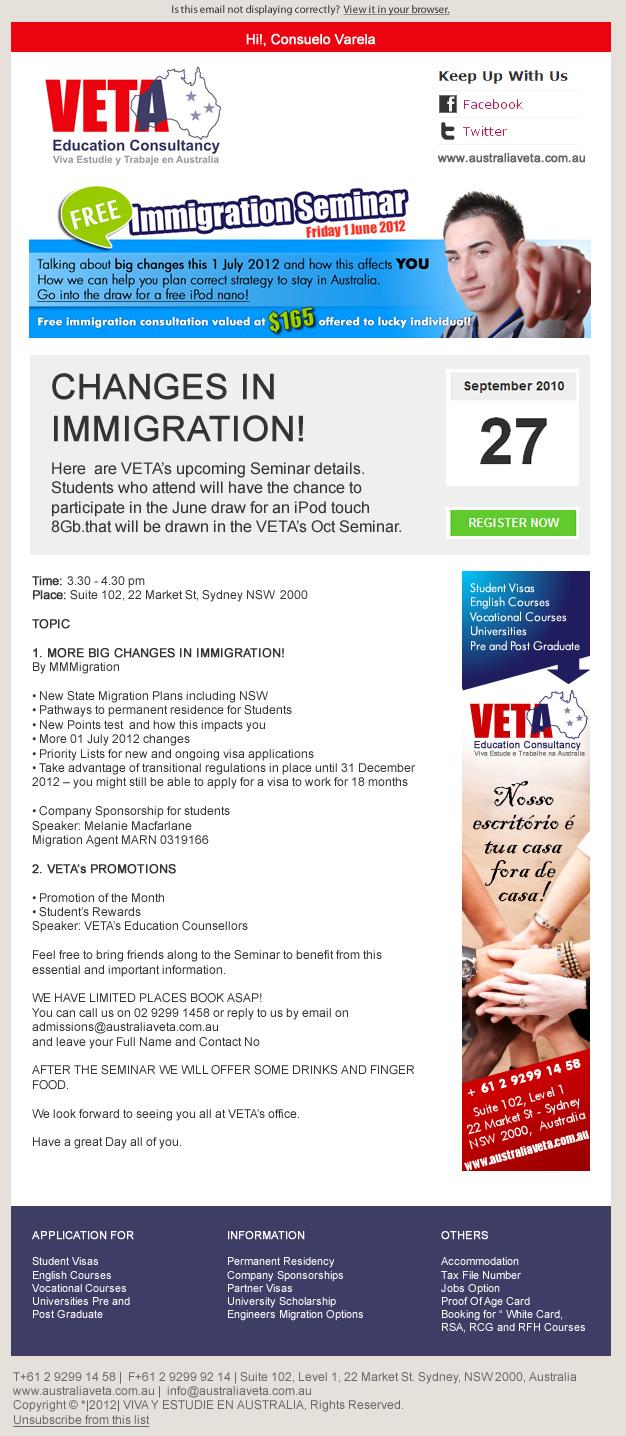 Is this email not displaying correctly? View it in your browser.
Hi!, Consuelo Varela
VETA
Education Consultancy
Viva Estudie y Trabaje en Australia
Keep Up With Us
Facebook
Twitter
www.australiaveta.com.au
FREE
Immigration Seminar
Friday 1 June 2012
Talking about big changes this 1 July 2012 and how this affects YOU
How we can help you plan correct strategy to stay in Australia.
Go into the draw for a free iPod nano!
Free immigration consultation valued at $165 offered to lucky individual!
CHANGES IN
IMMIGRATION!
Here are VETA's upcoming Seminar details.
Students who attend will have the chance to
participate in the June draw for an iPod touch
8Gb.that will be drawn in the VETA's Oct Seminar.
September 2010
27
REGISTER NOW
Time: 3.30 - 4.30 pm
Place: Suite 102, 22 Market St, Sydney NSW 2000
TOPIC
1. MORE BIG CHANGES IN IMMIGRATION!
By MMMigration
• New State Migration Plans including NSW
• Pathways to permanent residence for Students
• New Points test and how this impacts you
• More 01 July 2012 changes
• Priority Lists for new and ongoing visa applications
• Take advantage of transitional regulations in place until 31 December
2012 – you might still be able to apply for a visa to work for 18 months
• Company Sponsorship for students
Speaker: Melanie Macfarlane
Migration Agent MARN 0319166
2. VETA's PROMOTIONS
• Promotion of the Month
• Student's Rewards
Speaker: VETA's Education Counsellors
Feel free to bring friends along to the Seminar to benefit from this
essential and important information.
WE HAVE LIMITED PLACES BOOK ASAP!
You can call us on 02 9299 1458 or reply to us by email on
admissions@australiaveta.com.au
and leave your Full Name and Contact No
AFTER THE SEMINAR WE WILL OFFER SOME DRINKS AND FINGER
FOOD.
We look forward to seeing you all at VETA's office.
Have a great Day all of you.
Student Visas
English Courses
Vocational Courses
Universities
Pre and Post Graduate
VETA
Education Consultancy
Viva Estude e Trabalhe na Australia
Nosso
escritório é
tua casa
fora de
casa!
+ 61 2 9299 14 58
Suite 102, Level 1
22 Market St - Sydney
NSW 2000, Australia
www.australiaveta.com.au
APPLICATION FOR
Student Visas
English Courses
Vocational Courses
Universities Pre and
Post Graduate
INFORMATION
Permanent Residency
Company Sponsorships
Partner Visas
University Scholarship
Engineers Migration Options
OTHERS
Accommodation
Tax File Number
Jobs Option
Proof Of Age Card
Booking for “ White Card,
RSA, RCG and RFH Courses
T+61 2 9299 14 58 | F+61 2 9299 92 14 | Suite 102, Level 1, 22 Market St. Sydney, NSW 2000, Australia
www.australiaveta.com.au | info@australiaveta.com.au
Copyright © *|2012| VIVA Y ESTUDIE EN AUSTRALIA, Rights Reserved.
Unsubscribe from this list